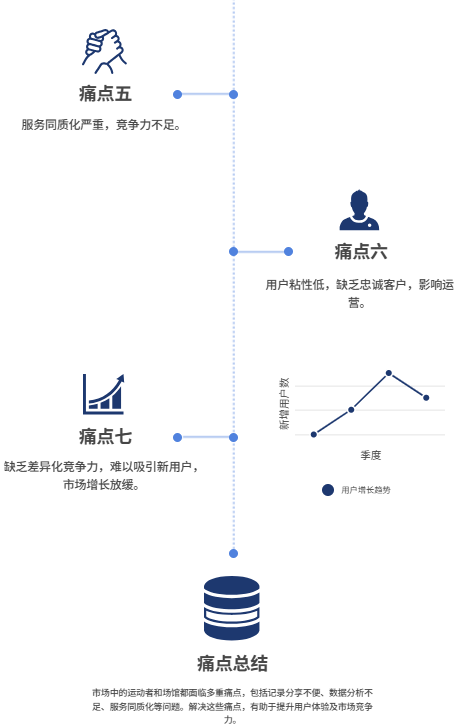 痛点五
服务同质化严重，竞争力不足。
痛点六
用户粘性低，缺乏忠诚客户，影响运
营。
痛点七
缺乏差异化竞争力，难以吸引新用户，
市场增长放缓。
新增用户数
季度
用户增长趋势
痛点总结
市场中的运动者和场馆都面临多重痛点，包括记录分享不便、数据分析不
足、服务同质化等问题。解决这些痛点，有助于提升用户体验及市场竞争
力。